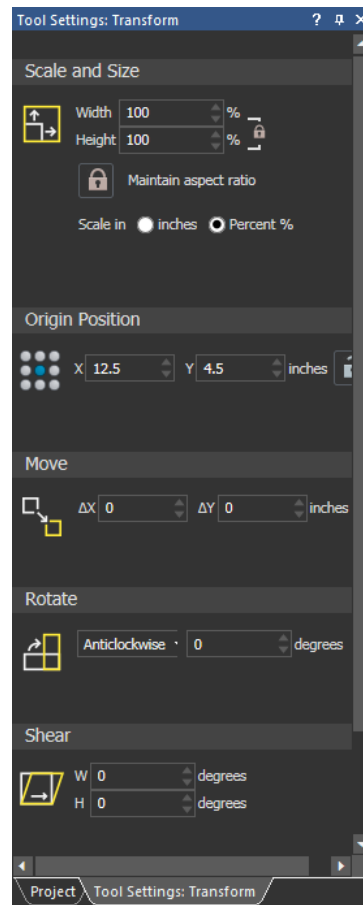 Tool Settings: Transform ?
Scale and Size
Width 100 %
Height 100 %
Maintain aspect ratio
Scale in inches Percent %
Origin Position
X 12.5 Y 4.5 inches
Move
ΔX 0 ΔY 0 inches
Rotate
Anticlockwise 0 degrees
Shear
W 0 degrees
H 0 degrees
Project Tool Settings: Transform